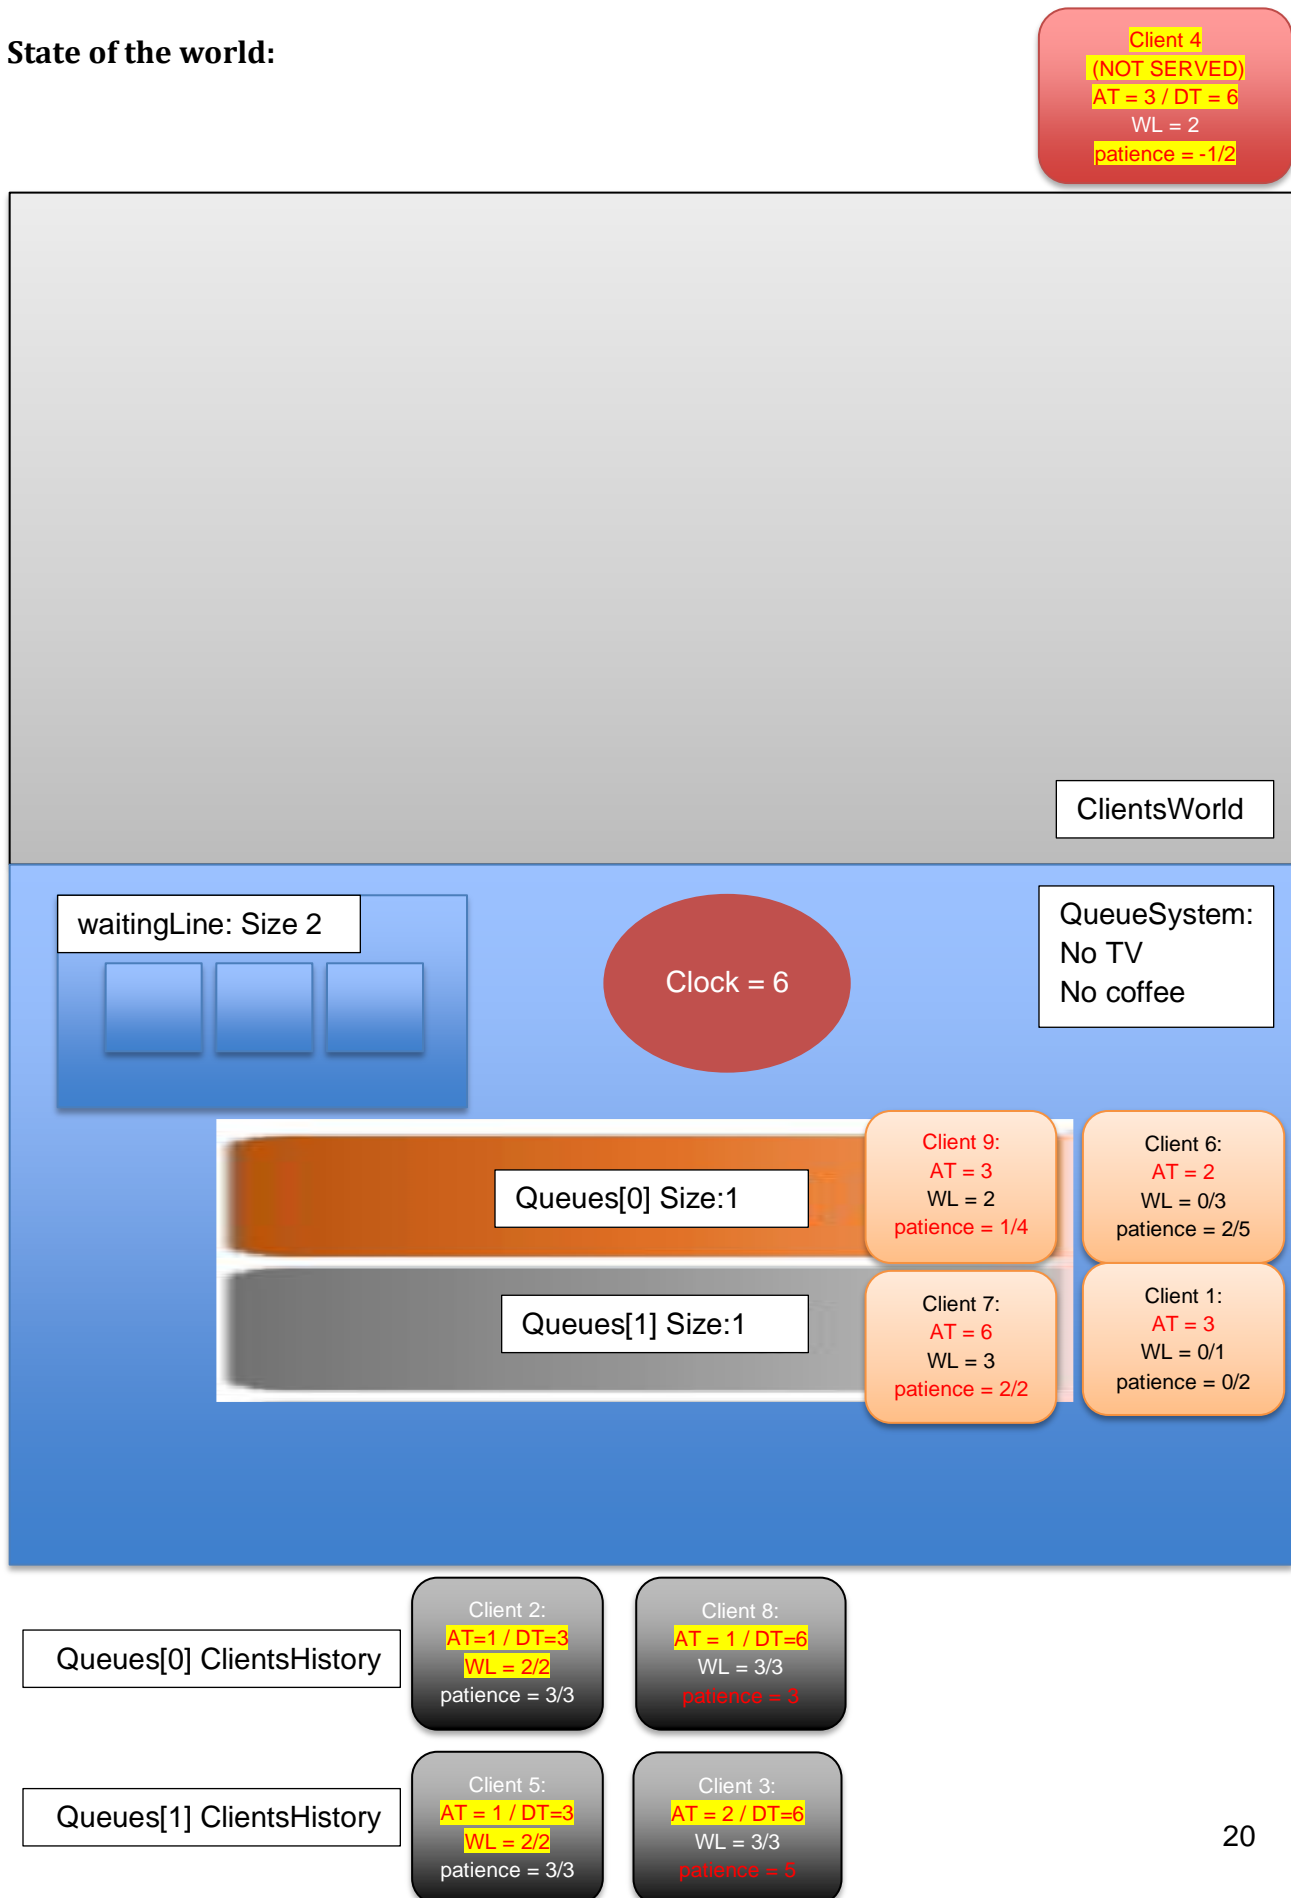 State of the world:
Client 4
(NOT SERVED)
AT = 3 / DT = 6
WL = 2
patience = -1/2
ClientsWorld
waitingLine: Size 2
Clock = 6
QueueSystem:
No TV
No coffee
Queues[0] Size:1
Client 9:
AT = 3
WL = 2
patience = 1/4
Client 6:
AT = 2
WL = 0/3
patience = 2/5
Queues[1] Size:1
Client 7:
AT = 6
WL = 3
patience = 2/2
Client 1:
AT = 3
WL = 0/1
patience = 0/2
Queues[0] ClientsHistory
Client 2:
AT=1 / DT=3
WL = 2/2
patience = 3/3
Client 8:
AT = 1 / DT=6
WL = 3/3
patience = 3
Queues[1] ClientsHistory
Client 5:
AT = 1 / DT=3
WL = 2/2
patience = 3/3
Client 3:
AT = 2 / DT=6
WL = 3/3
patience = 5
20